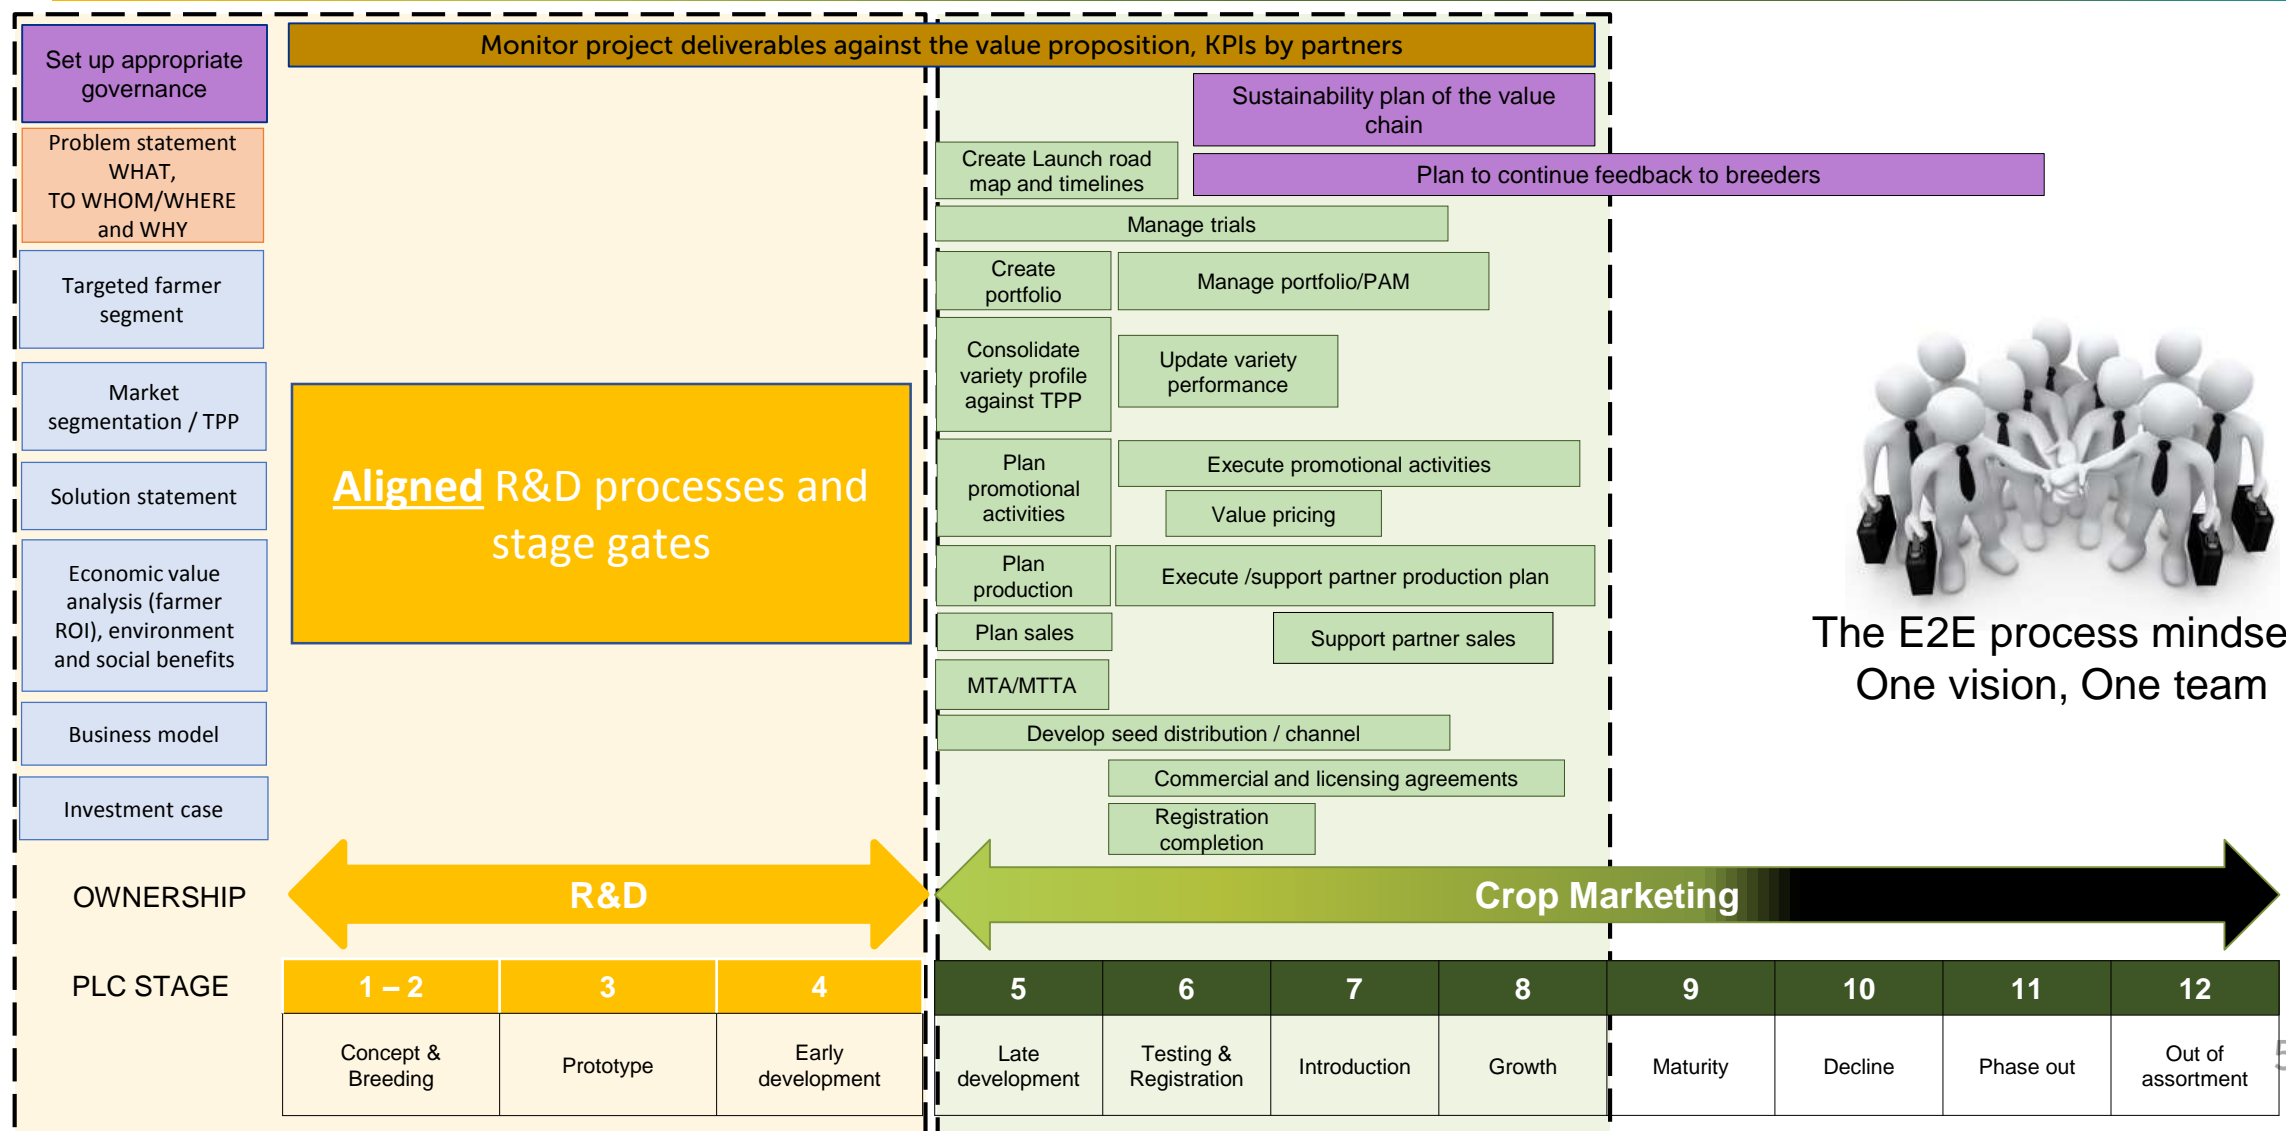 Set up appropriate
governance
Monitor project deliverables against the value proposition, KPIs by partners
Sustainability plan of the value
chain
Problem statement
WHAT,
TO WHOM/WHERE
and WHY
Create Launch road
map and timelines
Plan to continue feedback to breeders
Manage trials
Targeted farmer
segment
Create
portfolio
Manage portfolio/PAM
Market
segmentation / TPP
Consolidate
variety profile
against TPP
Update variety
performance
Aligned R&D processes and
stage gates
Solution statement
Plan
promotional
activities
Execute promotional activities
Value pricing
Economic value
analysis (farmer
ROI), environment
and social benefits
Plan
production
Execute /support partner production plan
Plan sales
Support partner sales
The E2E process mindse
One vision, One team
MTA/MTTA
Business model
Develop seed distribution / channel
Investment case
Commercial and licensing agreements
Registration
completion
OWNERSHIP
R&D
Crop Marketing
PLC STAGE
1 – 2
3
4
5
6
7
8
9
10
11
12
Concept &
Breeding
Prototype
Early
development
Late
development
Testing &
Registration
Introduction
Growth
Maturity
Decline
Phase out
Out of
assortment
5